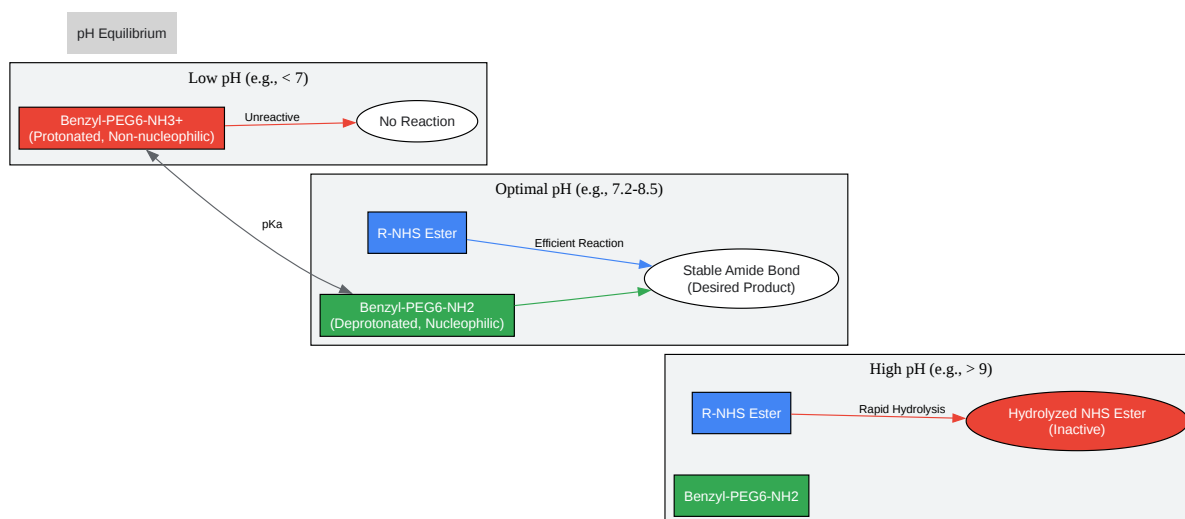 pH Equilibrium
Low pH (e.g., < 7)
Benzyl-PEG6-NH3+
(Protonated, Non-nucleophilic)
Unreactive
No Reaction
pKa
Optimal pH (e.g., 7.2-8.5)
R-NHS Ester
Efficient Reaction
Stable Amide Bond
(Desired Product)
Benzyl-PEG6-NH2
(Deprotonated, Nucleophilic)
High pH (e.g., > 9)
R-NHS Ester
Rapid Hydrolysis
Hydrolyzed NHS Ester
(Inactive)
Benzyl-PEG6-NH2